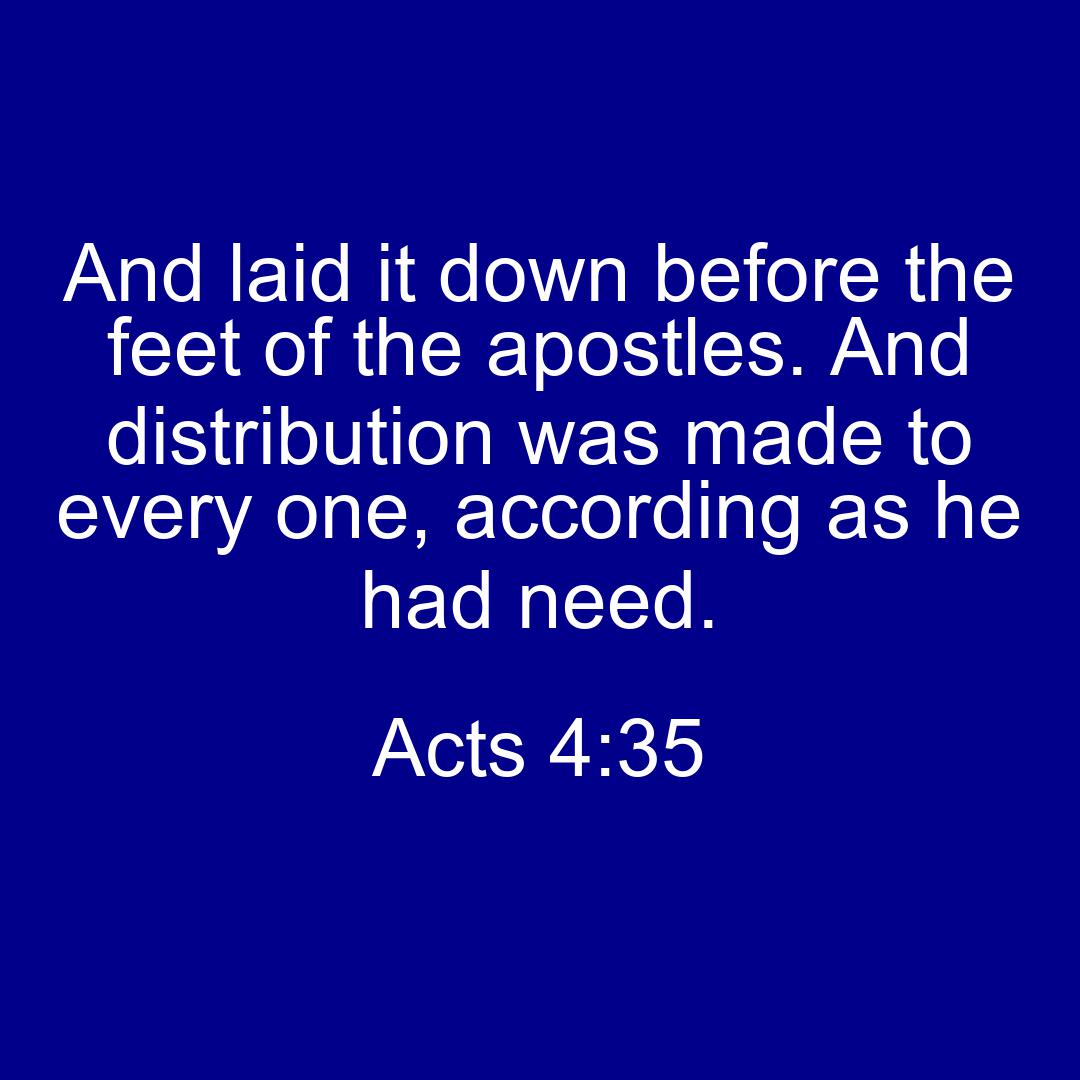 And laid it down before the
feet of the apostles. And
distribution was made to
every one, according as he
had need.
Acts 4:35